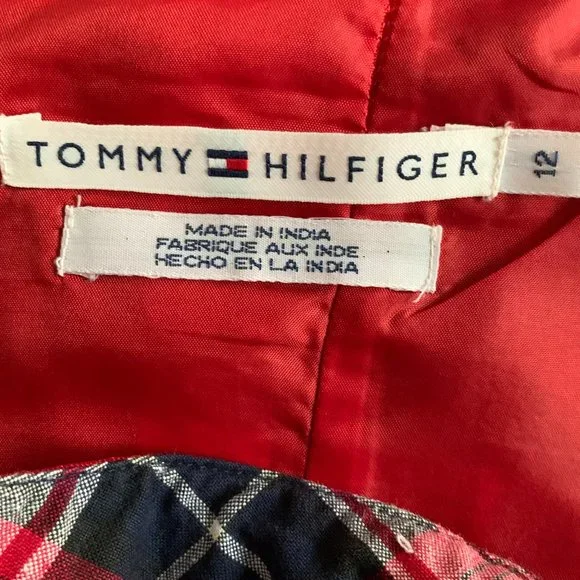 TOMMY HILFIGER
12
MADE IN INDIA
FABRIQUE AUX INDE
HECHO EN LA INDIA